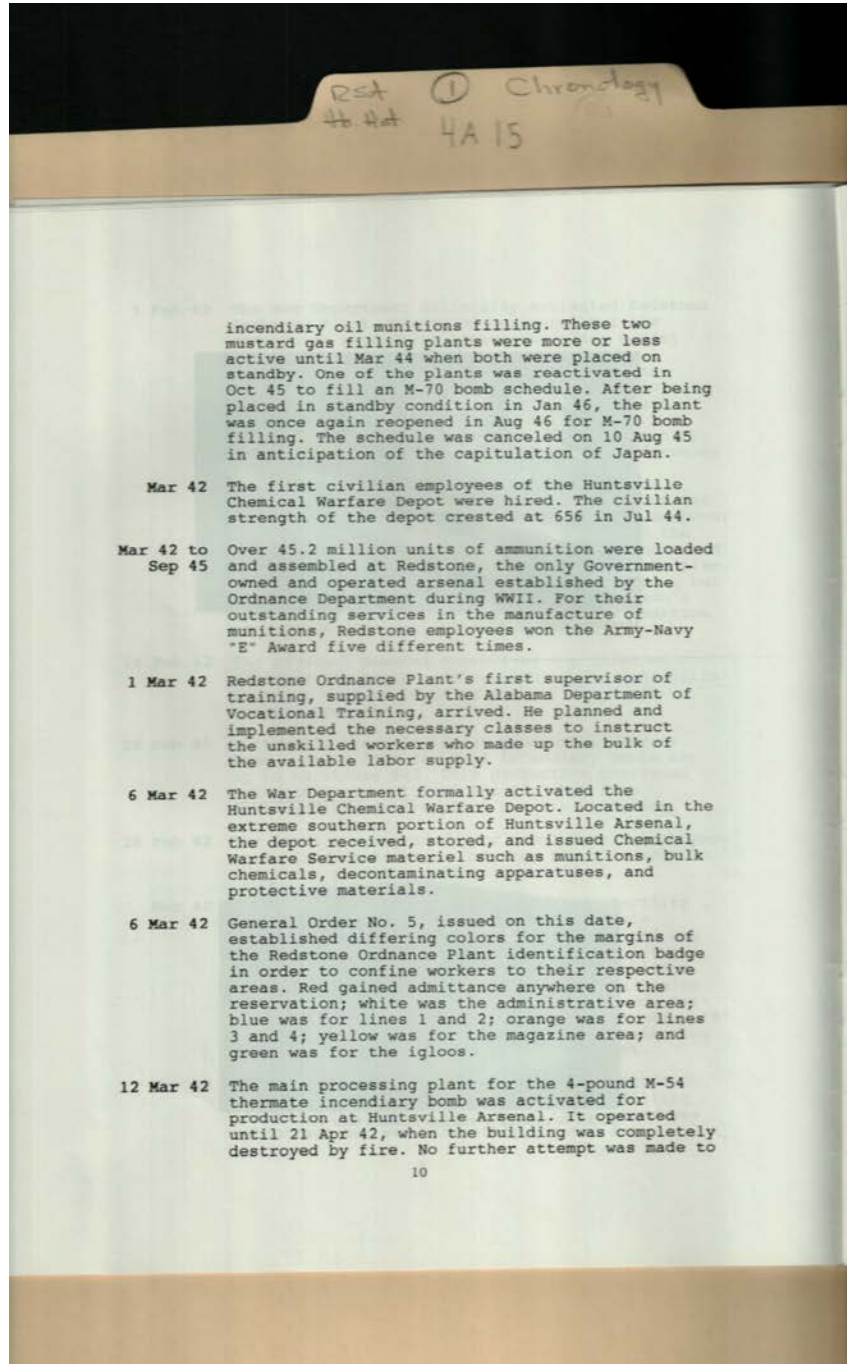 RSA ① Chronology
4A 15
incendiary oil munitions filling. These two
mustard gas filling plants were more or less
active until Mar 44 when both were placed on
standby. One of the plants was reactivated in
Oct 45 to fill an M-70 bomb schedule. After being
placed in standby condition in Jan 46, the plant
was once again reopened in Aug 46 for M-70 bomb
filling. The schedule was canceled on 10 Aug 45
in anticipation of the capitulation of Japan.
Mar 42 The first civilian employees of the Huntsville
Chemical Warfare Depot were hired. The civilian
strength of the depot crested at 656 in Jul 44.
Mar 42 to Over 45.2 million units of ammunition were loaded
Sep 45 and assembled at Redstone, the only Government-
owned and operated arsenal established by the
Ordnance Department during WWII. For their
outstanding services in the manufacture of
munitions, Redstone employees won the Army-Navy
"E" Award five different times.
1 Mar 42 Redstone Ordnance Plant's first supervisor of
training, supplied by the Alabama Department of
Vocational Training, arrived. He planned and
implemented the necessary classes to instruct
the unskilled workers who made up the bulk of
the available labor supply.
6 Mar 42 The War Department formally activated the
Huntsville Chemical Warfare Depot. Located in the
extreme southern portion of Huntsville Arsenal,
the depot received, stored, and issued Chemical
Warfare Service materiel such as munitions, bulk
chemicals, decontaminating apparatuses, and
protective materials.
6 Mar 42 General Order No. 5, issued on this date,
established differing colors for the margins of
the Redstone Ordnance Plant identification badge
in order to confine workers to their respective
areas. Red gained admittance anywhere on the
reservation; white was the administrative area;
blue was for lines 1 and 2; orange was for lines
3 and 4; yellow was for the magazine area; and
green was for the igloos.
12 Mar 42 The main processing plant for the 4-pound M-54
thermate incendiary bomb was activated for
production at Huntsville Arsenal. It operated
until 21 Apr 42, when the building was completely
destroyed by fire. No further attempt was made to
10